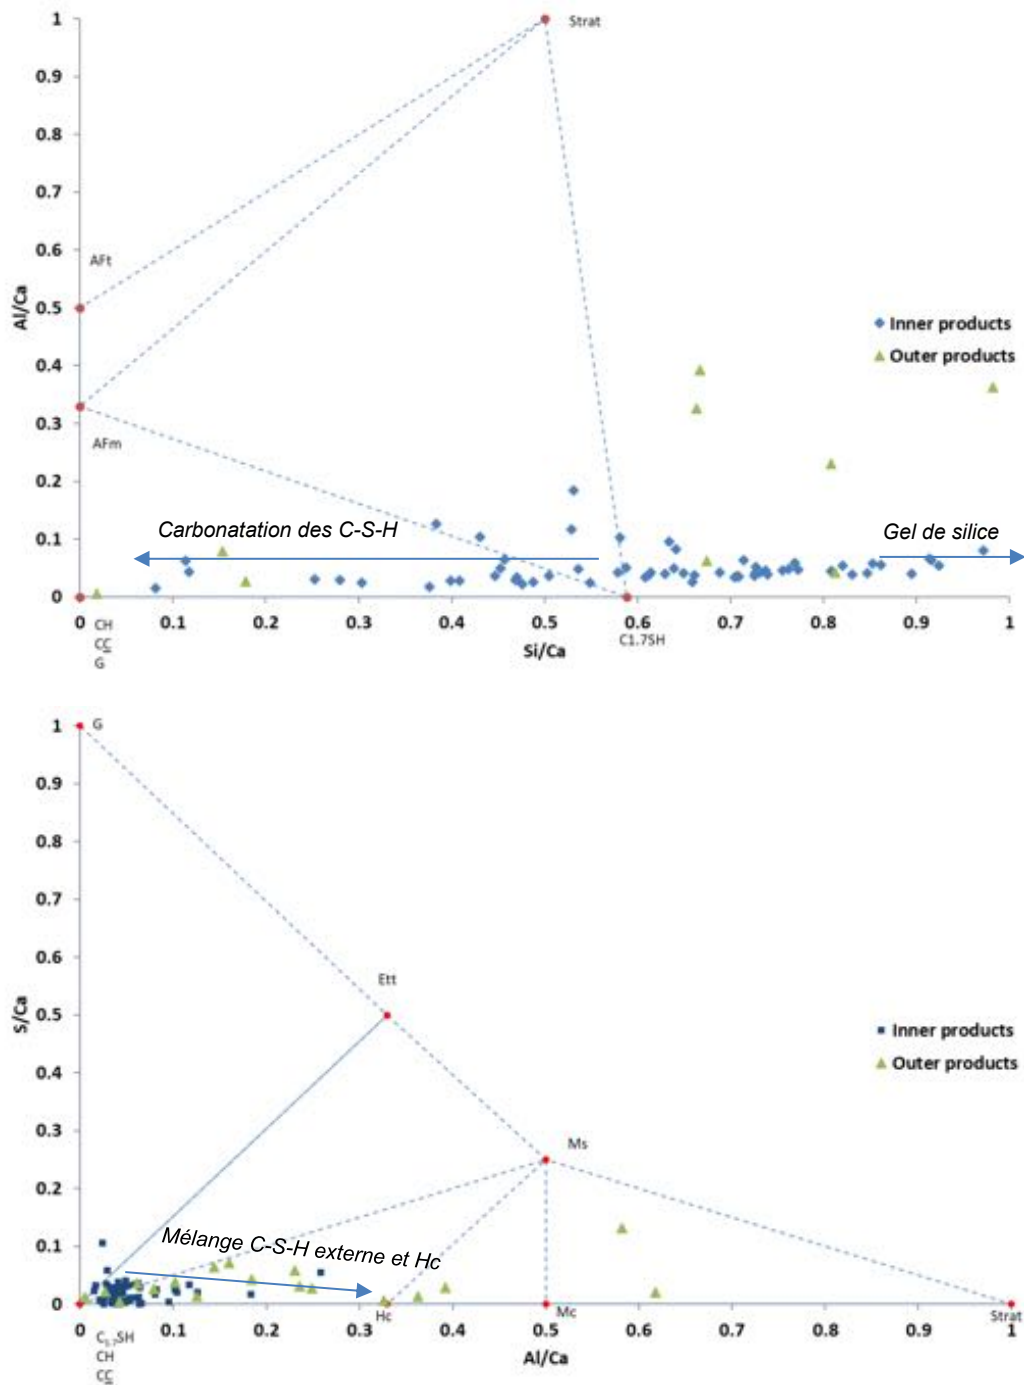 1
Strat
0.9
0.8
0.7
0.6
AFt
0.5
Al/Ca
Inner products
0.4
Outer products
0.3
AFm
0.2
Carbonatation des C-S-H
Gel de silice
0.1
0
0 0.1 0.2 0.3 0.4 0.5 0.6 0.7 0.8 0.9 1
CH
CC
G
Si/Ca
C1.7SH
1
G
0.9
0.8
0.7
0.6
Ett
0.5
S/Ca
Inner products
Outer products
0.4
0.3
Ms
0.2
Mélange C-S-H externe et Hc
0.1
0
Hc
Mc
Strat
0 0.1 0.2 0.3 0.4 0.5 0.6 0.7 0.8 0.9 1
C1.7SH
CH
CC
Al/Ca